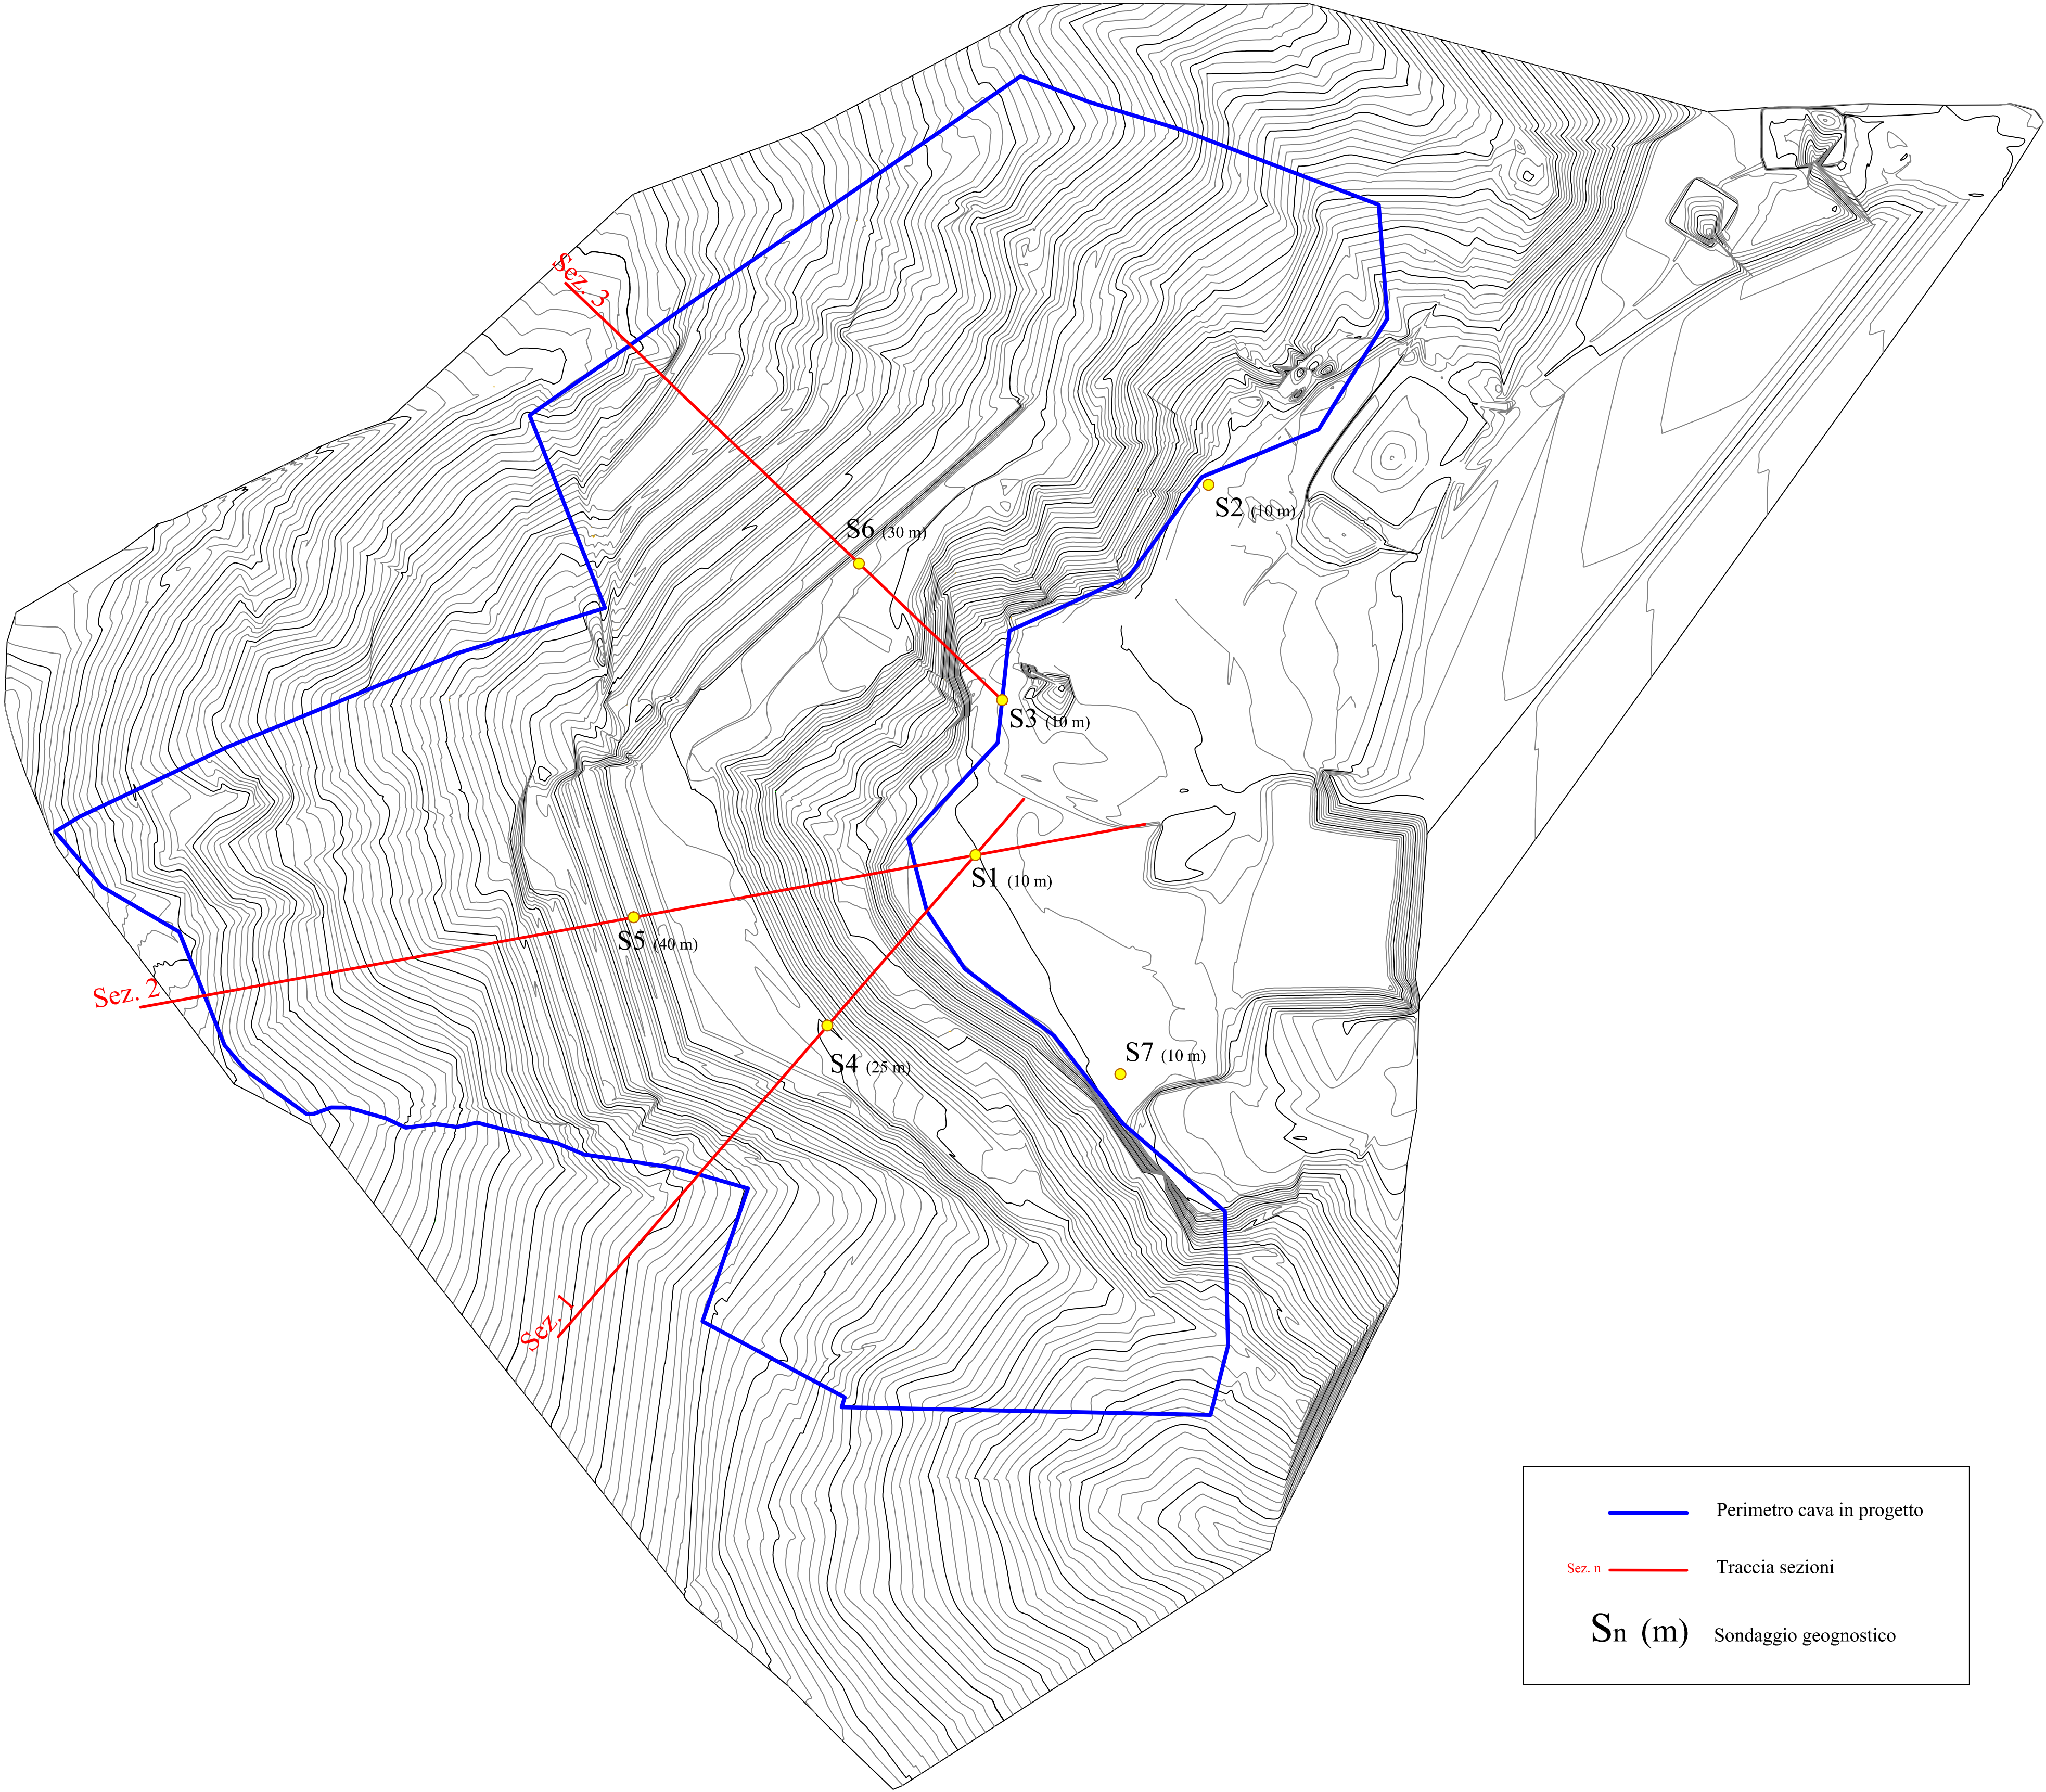 Sez. 3
S6 (30 m)
S2 (10 m)
S3 (10 m)
S1 (10 m)
S5 (40 m)
Sez. 2
S4 (25 m)
S7 (10 m)
Sez. 1
Perimetro cava in progetto
Sez. n Traccia sezioni
Sn (m) Sondaggio geognostico